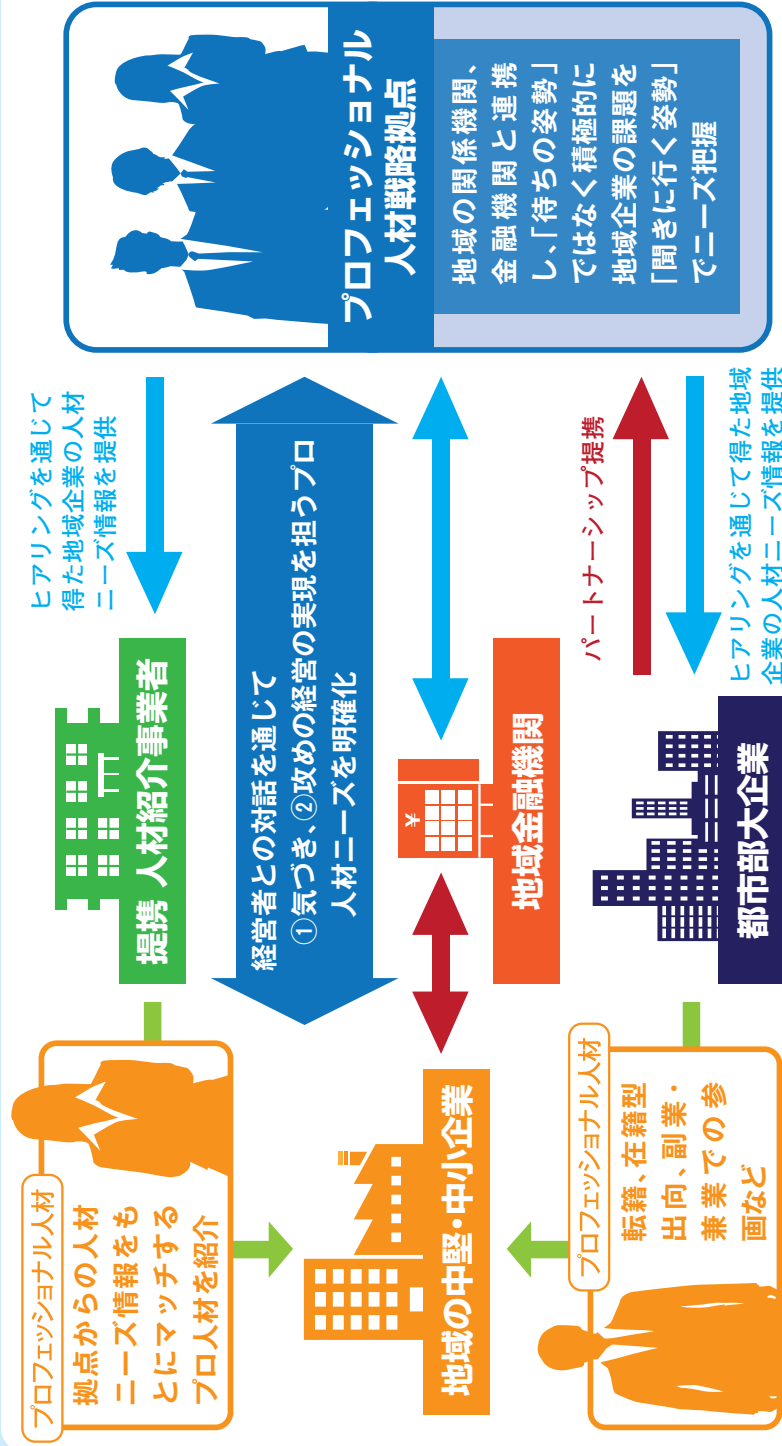 プロフェッショナル人材
拠点からの人材
ニーズ情報をも
とにマッチする
プロ人材を紹介
提携 人材紹介事業者
ヒアリングを通じて
得た地域企業の人材
ニーズ情報を提供
経営者との対話を通じて
①気づき、②攻めの経営の実現を担うプロ
人材ニーズを明確化
プロフェッショナル
人材戦略拠点
地域の関係機関、
金融機関と連携
し、「待ちの姿勢」
ではなく積極的に
地域企業の課題を
「聞きに行く姿勢」
でニーズ把握
地域の中堅・中小企業
¥
地域金融機関
パートナーシップ提携
プロフェッショナル人材
転籍、在籍型
出向、副業・
兼業での参
画など
都市部大企業
ヒアリングを通じて得た地域
企業の人材ニーズ情報を提供